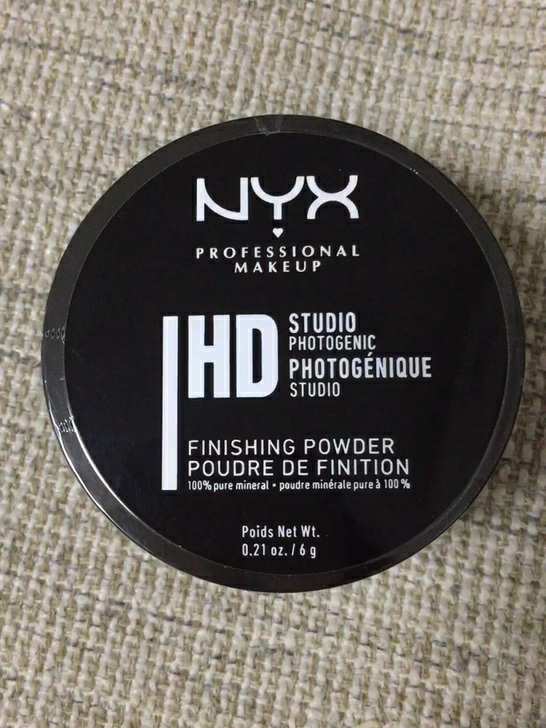 NYX
PROFESSIONAL
MAKEUP
HD
STUDIO
PHOTOGENIC
PHOTOGÉNIQUE
STUDIO
FINISHING POWDER
POUDRE DE FINITION
100% pure mineral • poudre minérale pure à 100 %
Poids Net Wt.
0.21 oz. / 6 g